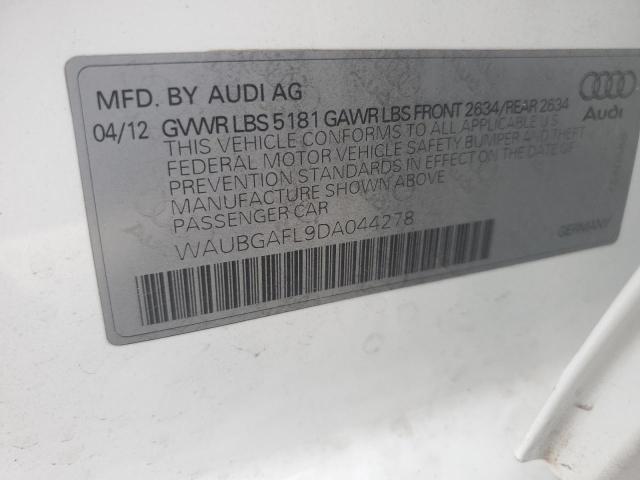 MFD. BY AUDI AG
04/12 GVWR LBS 5181 GAWR LBS FRONT 2634/REAR 2634
THIS VEHICLE CONFORMS TO ALL APPLICABLE U.S.
FEDERAL MOTOR VEHICLE SAFETY BUMPER AND THEFT
PREVENTION STANDARDS IN EFFECT ON THE DATE OF
MANUFACTURE SHOWN ABOVE
PASSENGER CAR
WAUBGAFL9DA044278
Audi
GERMANY